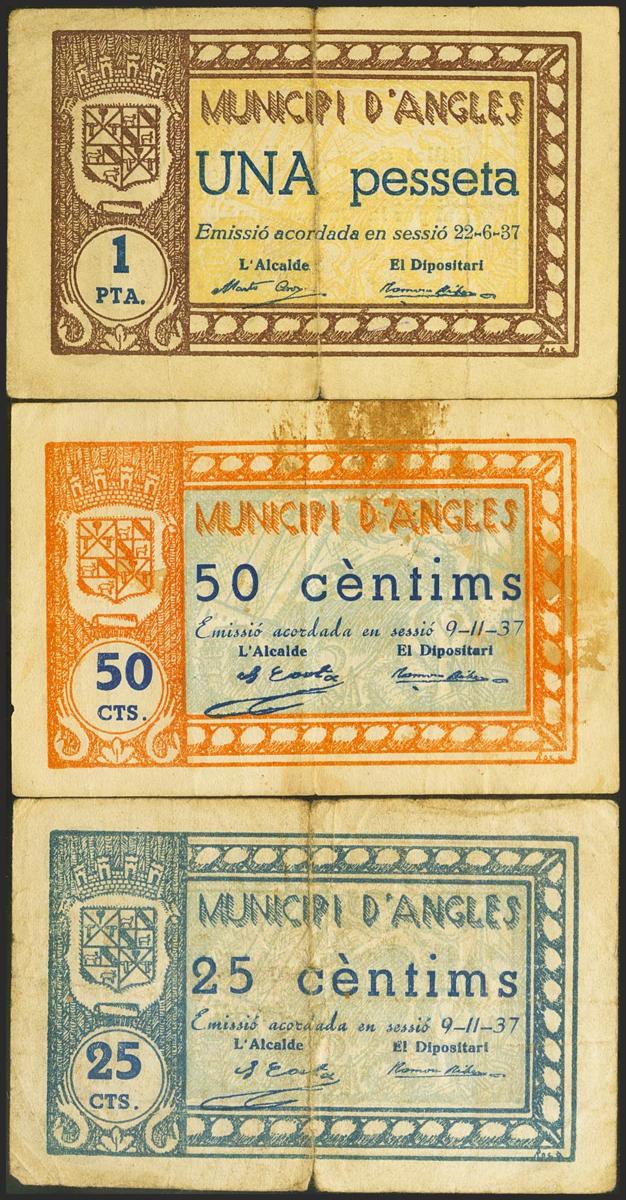 MUNICIPI D'ANGLES
UNA pesseta
Emissió acordada en sessió 22-6-37
L'Alcalde El Dipositari
1
PTA.
MUNICIPI D'ANGLES
50 cèntims
Emissió acordada en sessió 9-11-37
L'Alcalde El Dipositari
50
CTS.
MUNICIPI D'ANGLES
25 cèntims
Emissió acordada en sessió 9-11-37
L'Alcalde El Dipositari
25
CTS.